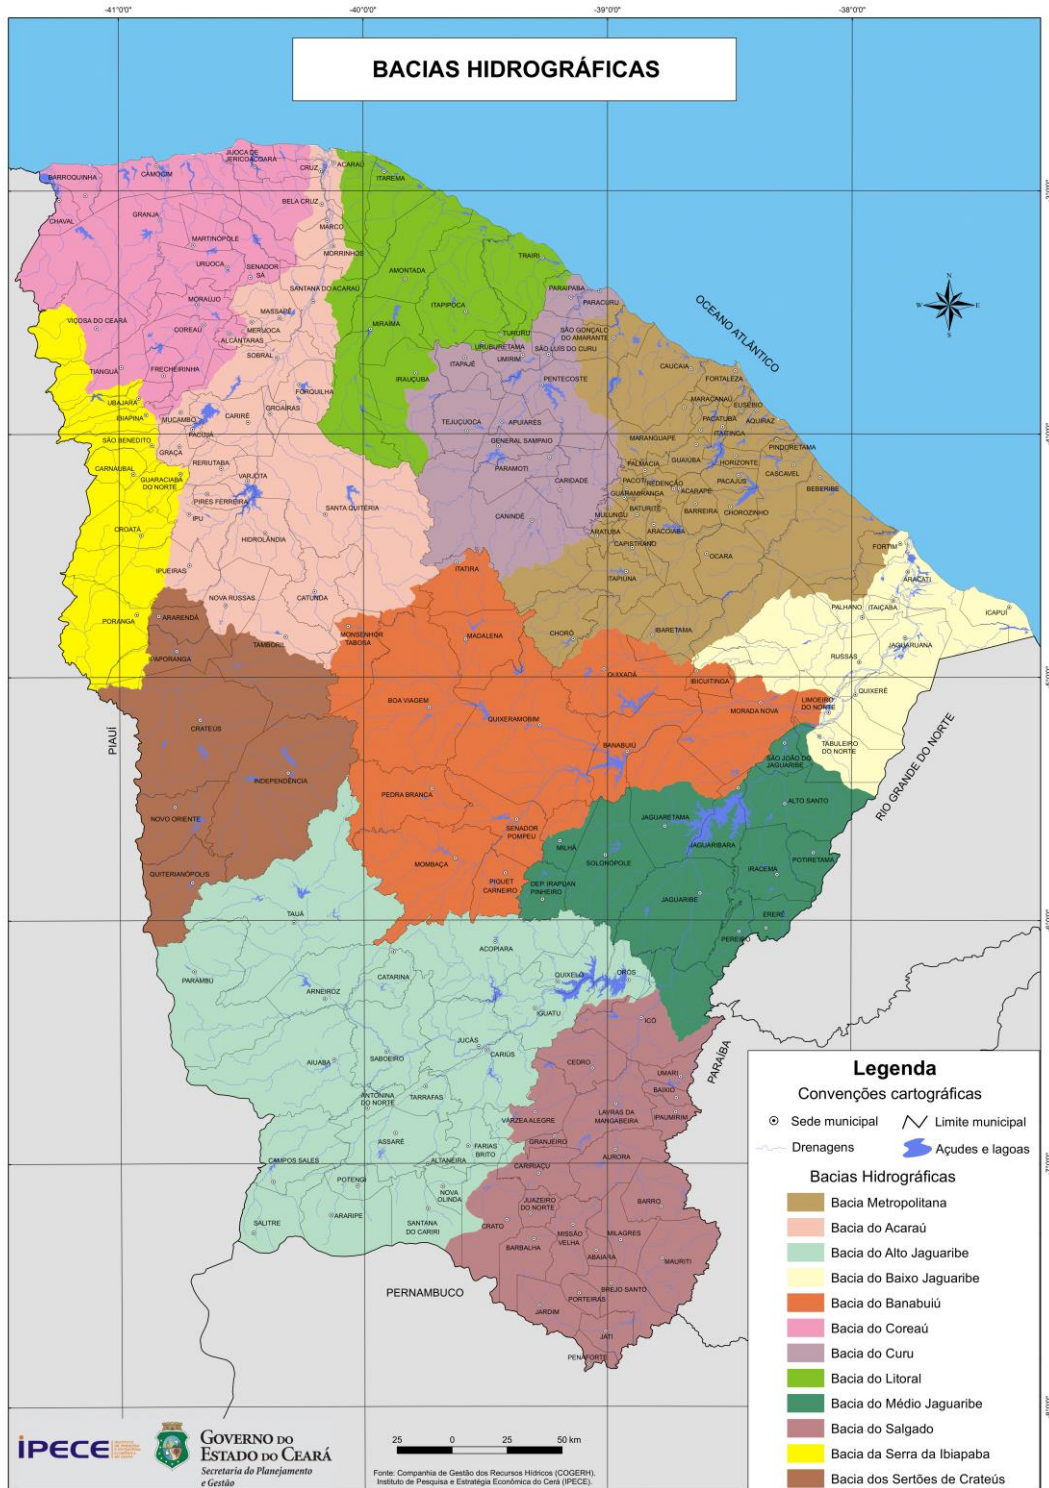 -41°0'0"
-40°0'0"
-39°0'0"
-38°0'0"
BACIAS HIDROGRÁFICAS
JIJOCA DE
JERICOACOARA
ACARAÚ
CRUZ
BARROQUINHA
CAMOCIM
ITAREMA
BELA CRUZ
CHAVAL
GRANJA
MARCO
MARTINÓPOLE
MORRINHOS
TRAIRI
URUOCA
SENADOR
SÁ
AMONTADA
SANTANA DO ACARAÚ
PARAIPABA
PARACURU
MORAÚJO
ITAPIPOCA
MASSAPÊ
VIÇOSA DO CEARÁ
COREAÚ
MERUOCA
MIRAIMA
TURURU
SÃO GONÇALO
DO AMARANTE
ALCÂNTARAS
URUBURETAMA
SÃO LUIS DO CURU
SOBRAL
ITAPAJÉ
UMIRIM
OCEANO ATLÂNTICO
N
W
E
S
TIANGUÁ
FRECHEIRINHA
IRAUÇUBA
PENTECOSTE
CAUCAIA
FORTALEZA
FORQUILHA
UBAJARA
MARACANAÚ
EUSÉBIO
IBIAPINA
MUCAMBO
CARIRÉ
GROAÍRAS
TEJUÇUOCA
APUIARÉS
PACATUBA
AQUIRAZ
ITAITINGA
PACUJÁ
SÃO BENEDITO
GENERAL SAMPAIO
MARANGUAPE
PINDORETAMA
GRAÇA
PARAMOTI
GUAIÚBA
HORIZONTE
CARNAUBAL
RERIUTABA
PALMÁCIA
CASCAVEL
GUARACIABA
DO NORTE
VARJOTA
CARIDADE
PACOTI
REDENÇÃO
PACAJUS
BEBERIBE
PIRES FERREIRA
GUARAMIRANGA
ACARAPÉ
IPU
SANTA QUITÉRIA
CANINDÉ
MULUNGU
BATURITÉ
BARREIRA
CHOROZINHO
CROATÁ
ARATUBA
ARACOIABA
HIDROLÂNDIA
CAPISTRANO
FORTIM
OCARA
IPUEIRAS
ITATIRA
ITAPIÚNA
ARACATI
NOVA RUSSAS
CATUNDA
PALHANO
ITAIÇABA
ICAPUÍ
PORANGA
ARARENDÁ
MONSENHOR
TABOSA
MADALENA
CHORÓ
IBARETAMA
TAMBORIL
JAGUARUANA
IPAPORANGA
RUSSAS
QUIXADÁ
IBICUITINGA
QUIXERÉ
BOA VIAGEM
LIMOEIRO
DO NORTE
MORADA NOVA
CRATEÚS
QUIXERAMOBIM
PIAUÍ
BANABUIÚ
TABULEIRO
DO NORTE
SÃO JOÃO DO
JAGUARIBE
RIO GRANDE DO NORTE
INDEPENDÊNCIA
PEDRA BRANCA
ALTO SANTO
NOVO ORIENTE
SENADOR
POMPEU
JAGUARETAMA
MILHÃ
JAGUARIBARA
MOMBAÇA
SOLONÓPOLE
POTIRETAMA
QUITERIANÓPOLIS
PIQUET
CARNEIRO
DEP. IRAPUAN
PINHEIRO
IRACEMA
JAGUARIBE
TAUÁ
ERERÊ
PEREIRO
ACOPIARA
PARAMBÚ
CATARINA
QUIXELÔ
ORÓS
ARNEIROZ
IGUATU
ICÓ
JUCÁS
CARIÚS
PARAÍBA
AIUABA
SABOEIRO
CEDRO
UMARI
BAIXIO
ANTONINA
DO NORTE
TARRAFAS
VÁRZEA ALEGRE
LAVRAS DA
MANGABEIRA
IPAUMIRIM
ASSARÉ
FARIAS
BRITO
GRANJEIRO
AURORA
CAMPOS SALES
ALTANEIRA
CARIRIAÇU
POTENGI
NOVA
OLINDA
JUAZEIRO
DO NORTE
BARRO
ARARIPE
SALITRE
SANTANA
DO CARIRI
CRATO
MISSÃO
VELHA
MILAGRES
BARBALHA
ABAIARA
MAURITI
PERNAMBUCO
BREJO SANTO
PORTEIRAS
JARDIM
JATI
PENAFORTE
Legenda
Convenções cartográficas
Sede municipal
Limite municipal
Drenagens
Açudes e lagoas
Bacias Hidrográficas
Bacia Metropolitana
Bacia do Acaraú
Bacia do Alto Jaguaribe
Bacia do Baixo Jaguaribe
Bacia do Banabuiú
Bacia do Coreaú
Bacia do Curu
Bacia do Litoral
Bacia do Médio Jaguaribe
Bacia do Salgado
Bacia da Serra da Ibiapaba
Bacia dos Sertões de Crateús
IPECE
GOVERNO DO
ESTADO DO CEARÁ
Secretaria do Planejamento
e Gestão
25 0 25 50 km
Fonte: Companhia de Gestão dos Recursos Hídricos (COGERH).
Instituto de Pesquisa e Estratégia Econômica do Cerá (IPECE).